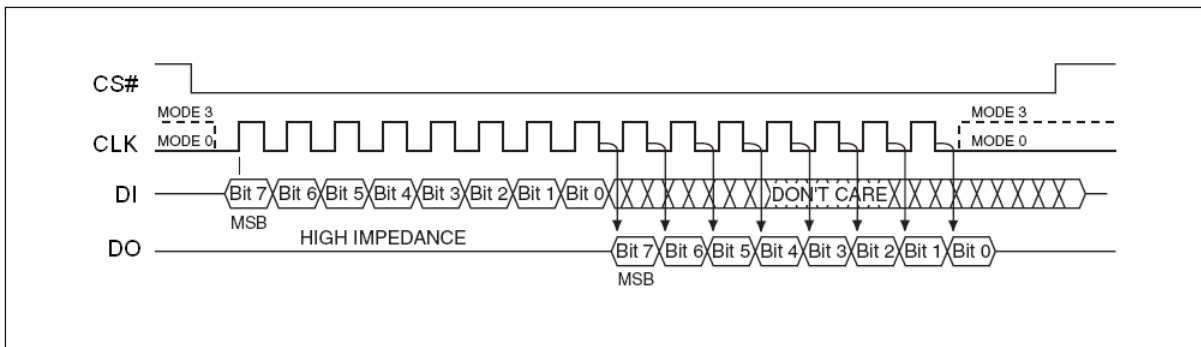 CS#
MODE 3 MODE 3
CLK MODE 0 MODE 0
DI Bit 7 Bit 6 Bit 5 Bit 4 Bit 3 Bit 2 Bit 1 Bit 0 DON'T CARE
MSB
HIGH IMPEDANCE
DO Bit 7 Bit 6 Bit 5 Bit 4 Bit 3 Bit 2 Bit 1 Bit 0
MSB